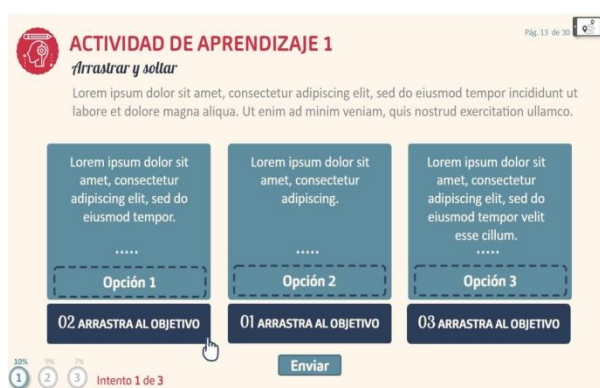 Pág. 13 de 30
ACTIVIDAD DE APRENDIZAJE 1
Arrastrar y soltar
Lorem ipsum dolor sit amet, consectetur adipiscing elit, sed do eiusmod tempor incididunt ut
labore et dolore magna aliqua. Ut enim ad minim veniam, quis nostrud exercitation ullamco.
Lorem ipsum dolor sit
amet, consectetur
adipiscing elit, sed do
eiusmod tempor.
.....
Opción 1
02 ARRASTRA AL OBJETIVO
Lorem ipsum dolor sit
amet, consectetur
adipiscing.
.....
Opción 2
01 ARRASTRA AL OBJETIVO
Lorem ipsum dolor sit
amet, consectetur
adipiscing elit, sed do
eiusmod tempor velit
esse cillum.
.....
Opción 3
03 ARRASTRA AL OBJETIVO
10% 9% 7%
1 2 3 Intento 1 de 3
Enviar